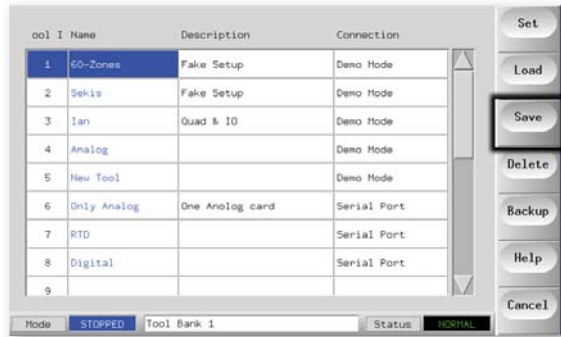 ool I Name Description Connection
1 60-Zones Fake Setup Demo Mode
2 Sekis Fake Setup Demo Mode
3 Ian Quad & IO Demo Mode
4 Analog Demo Mode
5 New Tool Demo Mode
6 Only Analog One Anolog card Serial Port
7 RTD Serial Port
8 Digital Serial Port
9
Mode STOPPED Tool Bank 1 Status NORMAL
Set
Load
Save
Delete
Backup
Help
Cancel